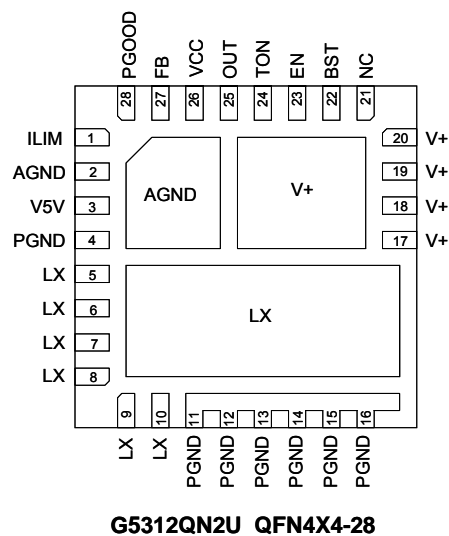 PGOOD FB VCC OUT TON EN BST NC
28 27 26 25 24 23 22 21
ILIM 1
AGND 2
V5V 3
PGND 4
LX 5
LX 6
LX 7
LX 8
AGND
V+
LX
20 V+
19 V+
18 V+
17 V+
9 10 11 12 13 14 15 16
LX LX PGND PGND PGND PGND PGND PGND
G5312QN2U QFN4X4-28